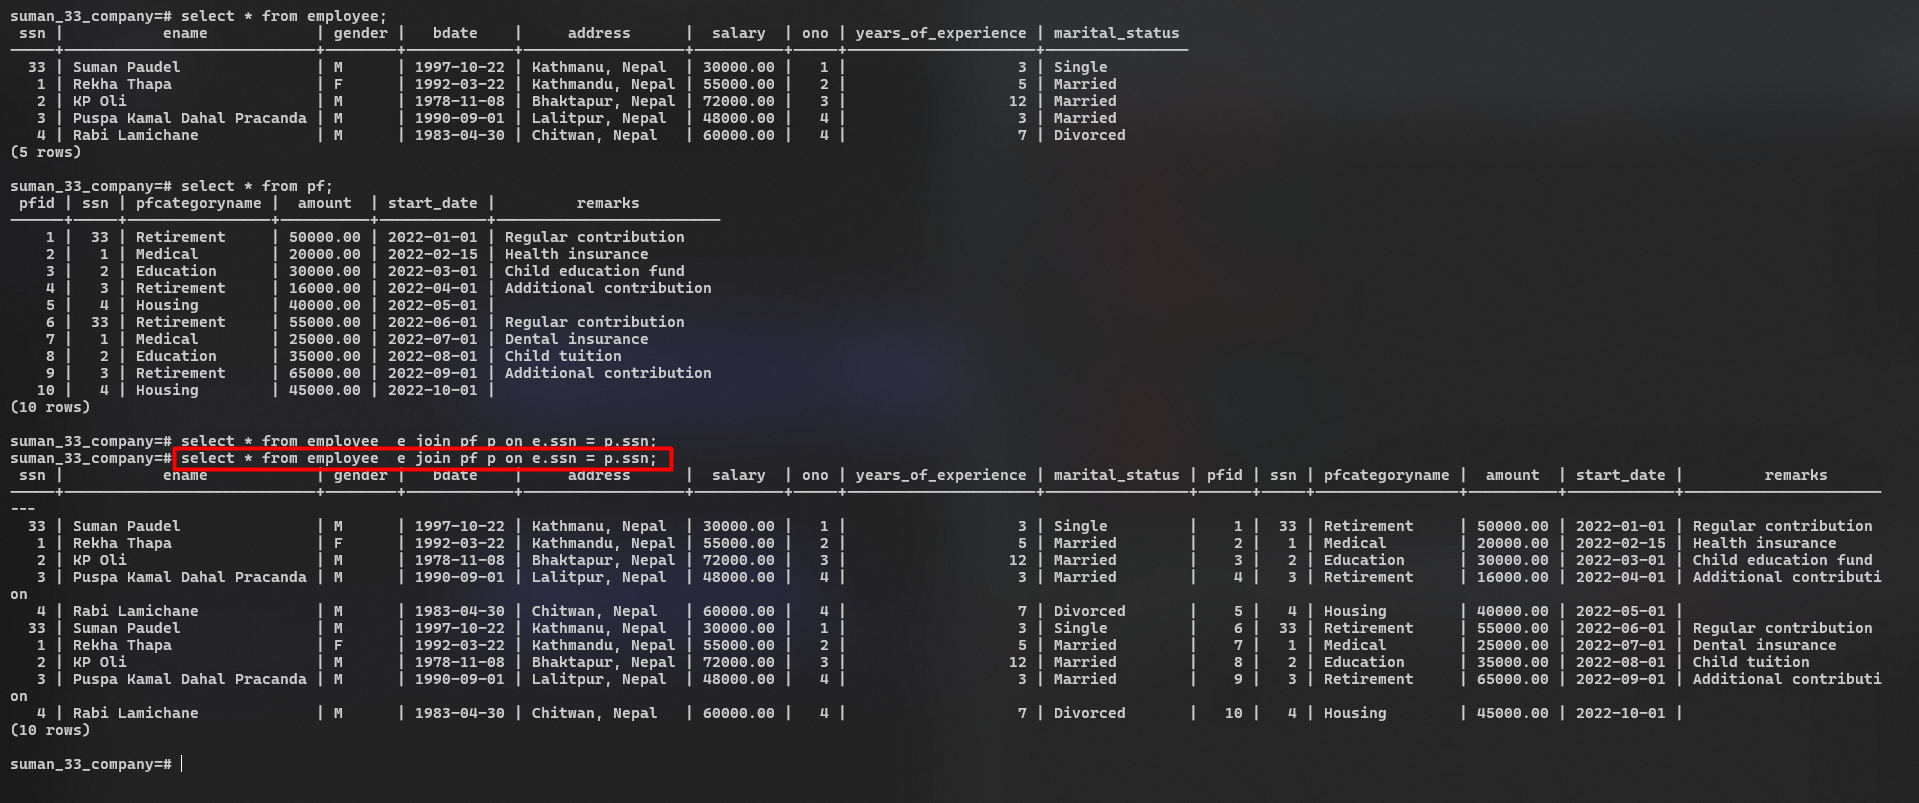 suman_33_company=# select * from employee;
 ssn |           ename            | gender |   bdate    |     address      |  salary  | ono | years_of_experience | marital_status
-----+----------------------------+--------+------------+------------------+----------+-----+---------------------+----------------
  33 | Suman Paudel               | M      | 1997-10-22 | Kathmanu, Nepal  | 30000.00 |   1 |                   3 | Single
   1 | Rekha Thapa                | F      | 1992-03-22 | Kathmandu, Nepal | 55000.00 |   2 |                   5 | Married
   2 | KP Oli                     | M      | 1978-11-08 | Bhaktapur, Nepal | 72000.00 |   3 |                  12 | Married
   3 | Puspa Kamal Dahal Pracanda | M      | 1990-09-01 | Lalitpur, Nepal  | 48000.00 |   4 |                   3 | Married
   4 | Rabi Lamichane             | M      | 1983-04-30 | Chitwan, Nepal   | 60000.00 |   4 |                   7 | Divorced
(5 rows)
suman_33_company=# select * from pf;
 pfid | ssn | pfcategoryname |  amount  | start_date |         remarks
------+-----+----------------+----------+------------+-------------------------
    1 |  33 | Retirement     | 50000.00 | 2022-01-01 | Regular contribution
    2 |   1 | Medical        | 20000.00 | 2022-02-15 | Health insurance
    3 |   2 | Education      | 30000.00 | 2022-03-01 | Child education fund
    4 |   3 | Retirement     | 16000.00 | 2022-04-01 | Additional contribution
    5 |   4 | Housing        | 40000.00 | 2022-05-01 |
    6 |  33 | Retirement     | 55000.00 | 2022-06-01 | Regular contribution
    7 |   1 | Medical        | 25000.00 | 2022-07-01 | Dental insurance
    8 |   2 | Education      | 35000.00 | 2022-08-01 | Child tuition
    9 |   3 | Retirement     | 65000.00 | 2022-09-01 | Additional contribution
   10 |   4 | Housing        | 45000.00 | 2022-10-01 |
(10 rows)
suman_33_company=# select * from employee  e join pf p on e.ssn = p.ssn;
suman_33_company=# select * from employee  e join pf p on e.ssn = p.ssn;
 ssn |           ename            | gender |   bdate    |     address      |  salary  | ono | years_of_experience | marital_status | pfid | ssn | pfcategoryname |  amount  | start_date |         remarks
-----+----------------------------+--------+------------+------------------+----------+-----+---------------------+----------------+------+-----+----------------+----------+------------+----------------------
---
  33 | Suman Paudel               | M      | 1997-10-22 | Kathmanu, Nepal  | 30000.00 |   1 |                   3 | Single         |    1 |  33 | Retirement     | 50000.00 | 2022-01-01 | Regular contribution
   1 | Rekha Thapa                | F      | 1992-03-22 | Kathmandu, Nepal | 55000.00 |   2 |                   5 | Married        |    2 |   1 | Medical        | 20000.00 | 2022-02-15 | Health insurance
   2 | KP Oli                     | M      | 1978-11-08 | Bhaktapur, Nepal | 72000.00 |   3 |                  12 | Married        |    3 |   2 | Education      | 30000.00 | 2022-03-01 | Child education fund
   3 | Puspa Kamal Dahal Pracanda | M      | 1990-09-01 | Lalitpur, Nepal  | 48000.00 |   4 |                   3 | Married        |    4 |   3 | Retirement     | 16000.00 | 2022-04-01 | Additional contributi
on
   4 | Rabi Lamichane             | M      | 1983-04-30 | Chitwan, Nepal   | 60000.00 |   4 |                   7 | Divorced       |    5 |   4 | Housing        | 40000.00 | 2022-05-01 |
  33 | Suman Paudel               | M      | 1997-10-22 | Kathmanu, Nepal  | 30000.00 |   1 |                   3 | Single         |    6 |  33 | Retirement     | 55000.00 | 2022-06-01 | Regular contribution
   1 | Rekha Thapa                | F      | 1992-03-22 | Kathmandu, Nepal | 55000.00 |   2 |                   5 | Married        |    7 |   1 | Medical        | 25000.00 | 2022-07-01 | Dental insurance
   2 | KP Oli                     | M      | 1978-11-08 | Bhaktapur, Nepal | 72000.00 |   3 |                  12 | Married        |    8 |   2 | Education      | 35000.00 | 2022-08-01 | Child tuition
   3 | Puspa Kamal Dahal Pracanda | M      | 1990-09-01 | Lalitpur, Nepal  | 48000.00 |   4 |                   3 | Married        |    9 |   3 | Retirement     | 65000.00 | 2022-09-01 | Additional contributi
on
   4 | Rabi Lamichane             | M      | 1983-04-30 | Chitwan, Nepal   | 60000.00 |   4 |                   7 | Divorced       |   10 |   4 | Housing        | 45000.00 | 2022-10-01 |
(10 rows)
suman_33_company=#